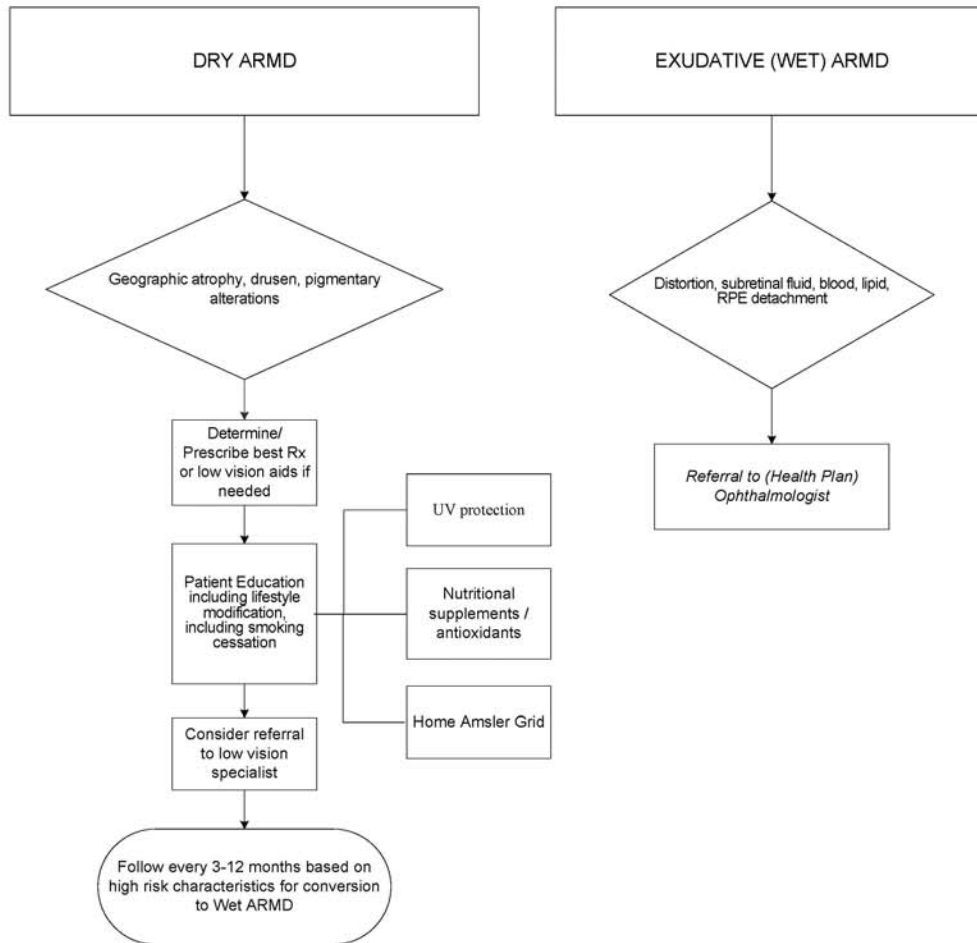 DRY ARMD
EXUDATIVE (WET) ARMD
Geographic atrophy, drusen, pigmentary
alterations
Distortion, subretinal fluid, blood, lipid,
RPE detachment
Determine/
Prescribe best Rx
or low vision aids if
needed
Referral to (Health Plan)
Ophthalmologist
UV protection
Patient Education
including lifestyle
modification,
including smoking
cessation
Nutritional
supplements /
antioxidants
Home Amsler Grid
Consider referral
to low vision
specialist
Follow every 3-12 months based on
high risk characteristics for conversion
to Wet ARMD